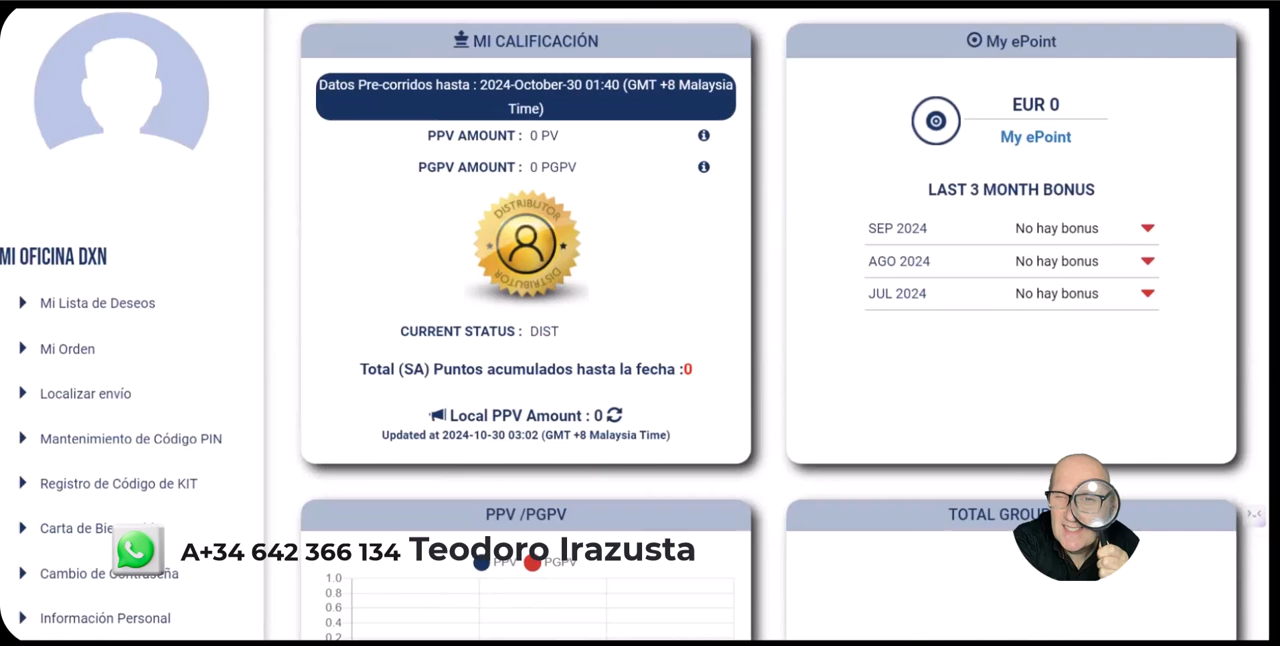 MI CALIFICACIÓN
Datos Pre-corridos hasta : 2024-October-30 01:40 (GMT +8 Malaysia
Time)
PPV AMOUNT : 0 PV
PGPV AMOUNT : 0 PGPV
DISTRIBUTOR
DISTRIBUTOR
CURRENT STATUS : DIST
Total (SA) Puntos acumulados hasta la fecha :0
Local PPV Amount : 0
Updated at 2024-10-30 03:02 (GMT +8 Malaysia Time)
My ePoint
EUR 0
My ePoint
LAST 3 MONTH BONUS
SEP 2024 No hay bonus
AGO 2024 No hay bonus
JUL 2024 No hay bonus
MI OFICINA DXN
Mi Lista de Deseos
Mi Orden
Localizar envío
Mantenimiento de Código PIN
Registro de Código de KIT
Carta de
Cambio de
Información Personal
A+34 642 366 134 Teodoro Irazusta
PPV /PGPV
PPV PGPV
1.0
0.8
0.6
0.4
0.2
TOTAL